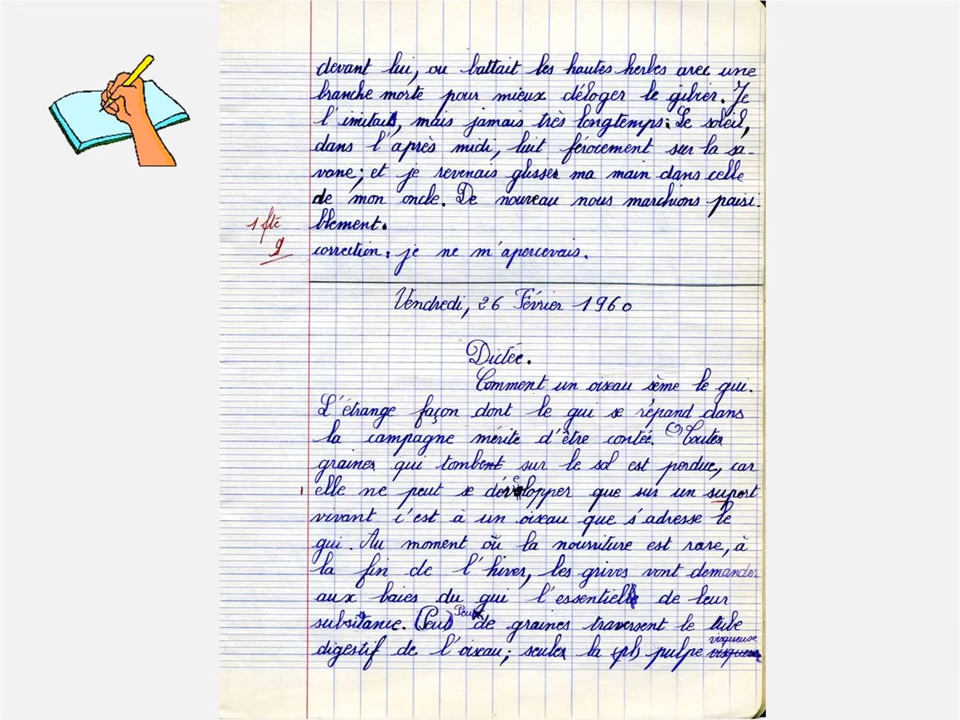 devant lui, ou battait les hautes herbes avec une
branche morte pour mieux déloger le gibier. Je
l'imitais, mais jamais très longtemps. Le soleil,
dans l'après midi, luit férocement sur la sa-
vane; et je revenais glisser ma main dans celle
de mon oncle. De nouveau nous marchions paisi-
blement.
1 fte
9
correction: je ne m'apercevais.
Vendredi, 26 Février 1960
Dictée.
Comment un oiseau sème le gui.
L'étrange façon dont le gui se répand dans
la campagne mérite d'être contée. Toutes
graines qui tombent sur le sol est perdue, car
1 elle ne peut se développer que sur un suport
vivant c'est à un oiseau que s'adresse le
gui. Au moment où la nourriture est rare, à
la fin de l'hiver, les grives vont demander
aux baies du gui l'essentiel de leur
subsitance. (Peu) Peu de graines traversent le tube
digestif de l'oiseau; seules la (pl) pulpe visqueuse